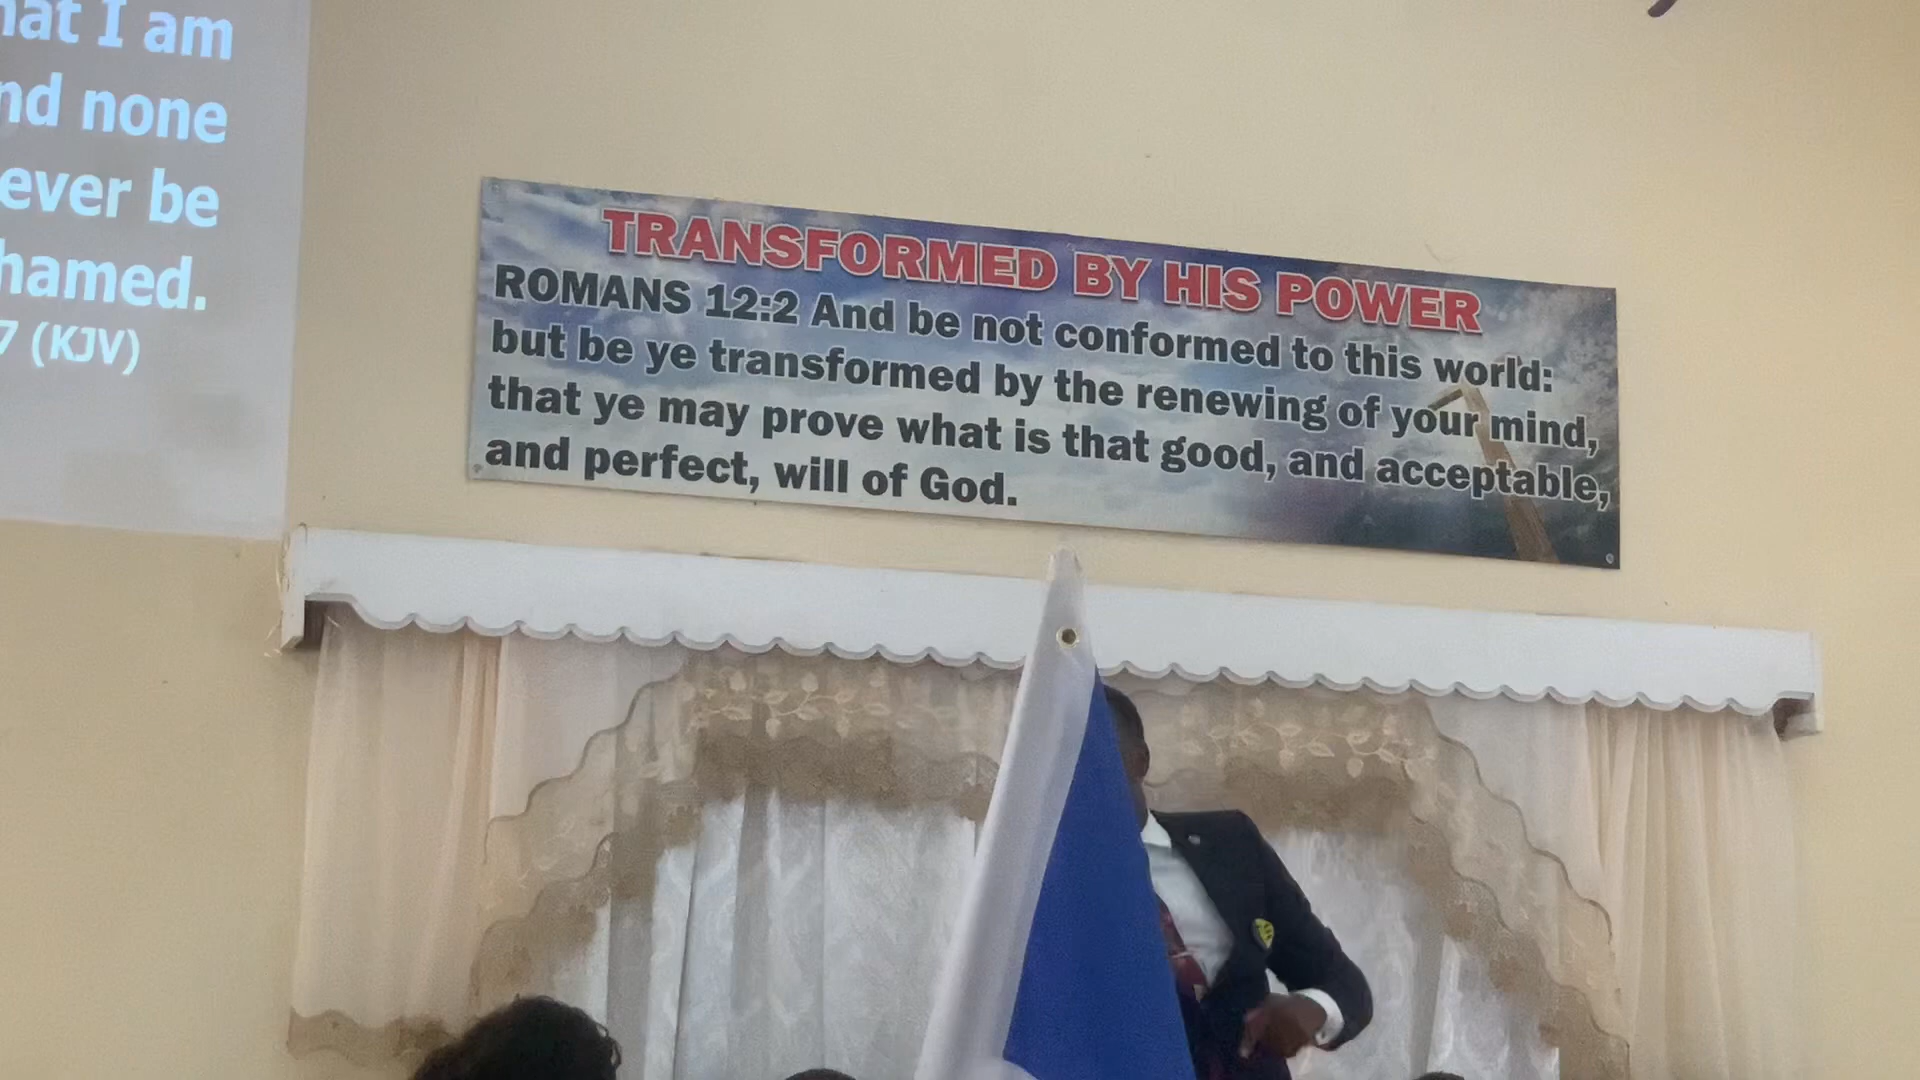 hat I am
nd none
ever be
hamed.
7 (KJV)
TRANSFORMED BY HIS POWER
ROMANS 12:2 And be not conformed to this world:
but be ye transformed by the renewing of your mind,
that ye may prove what is that good, and acceptable,
and perfect, will of God.